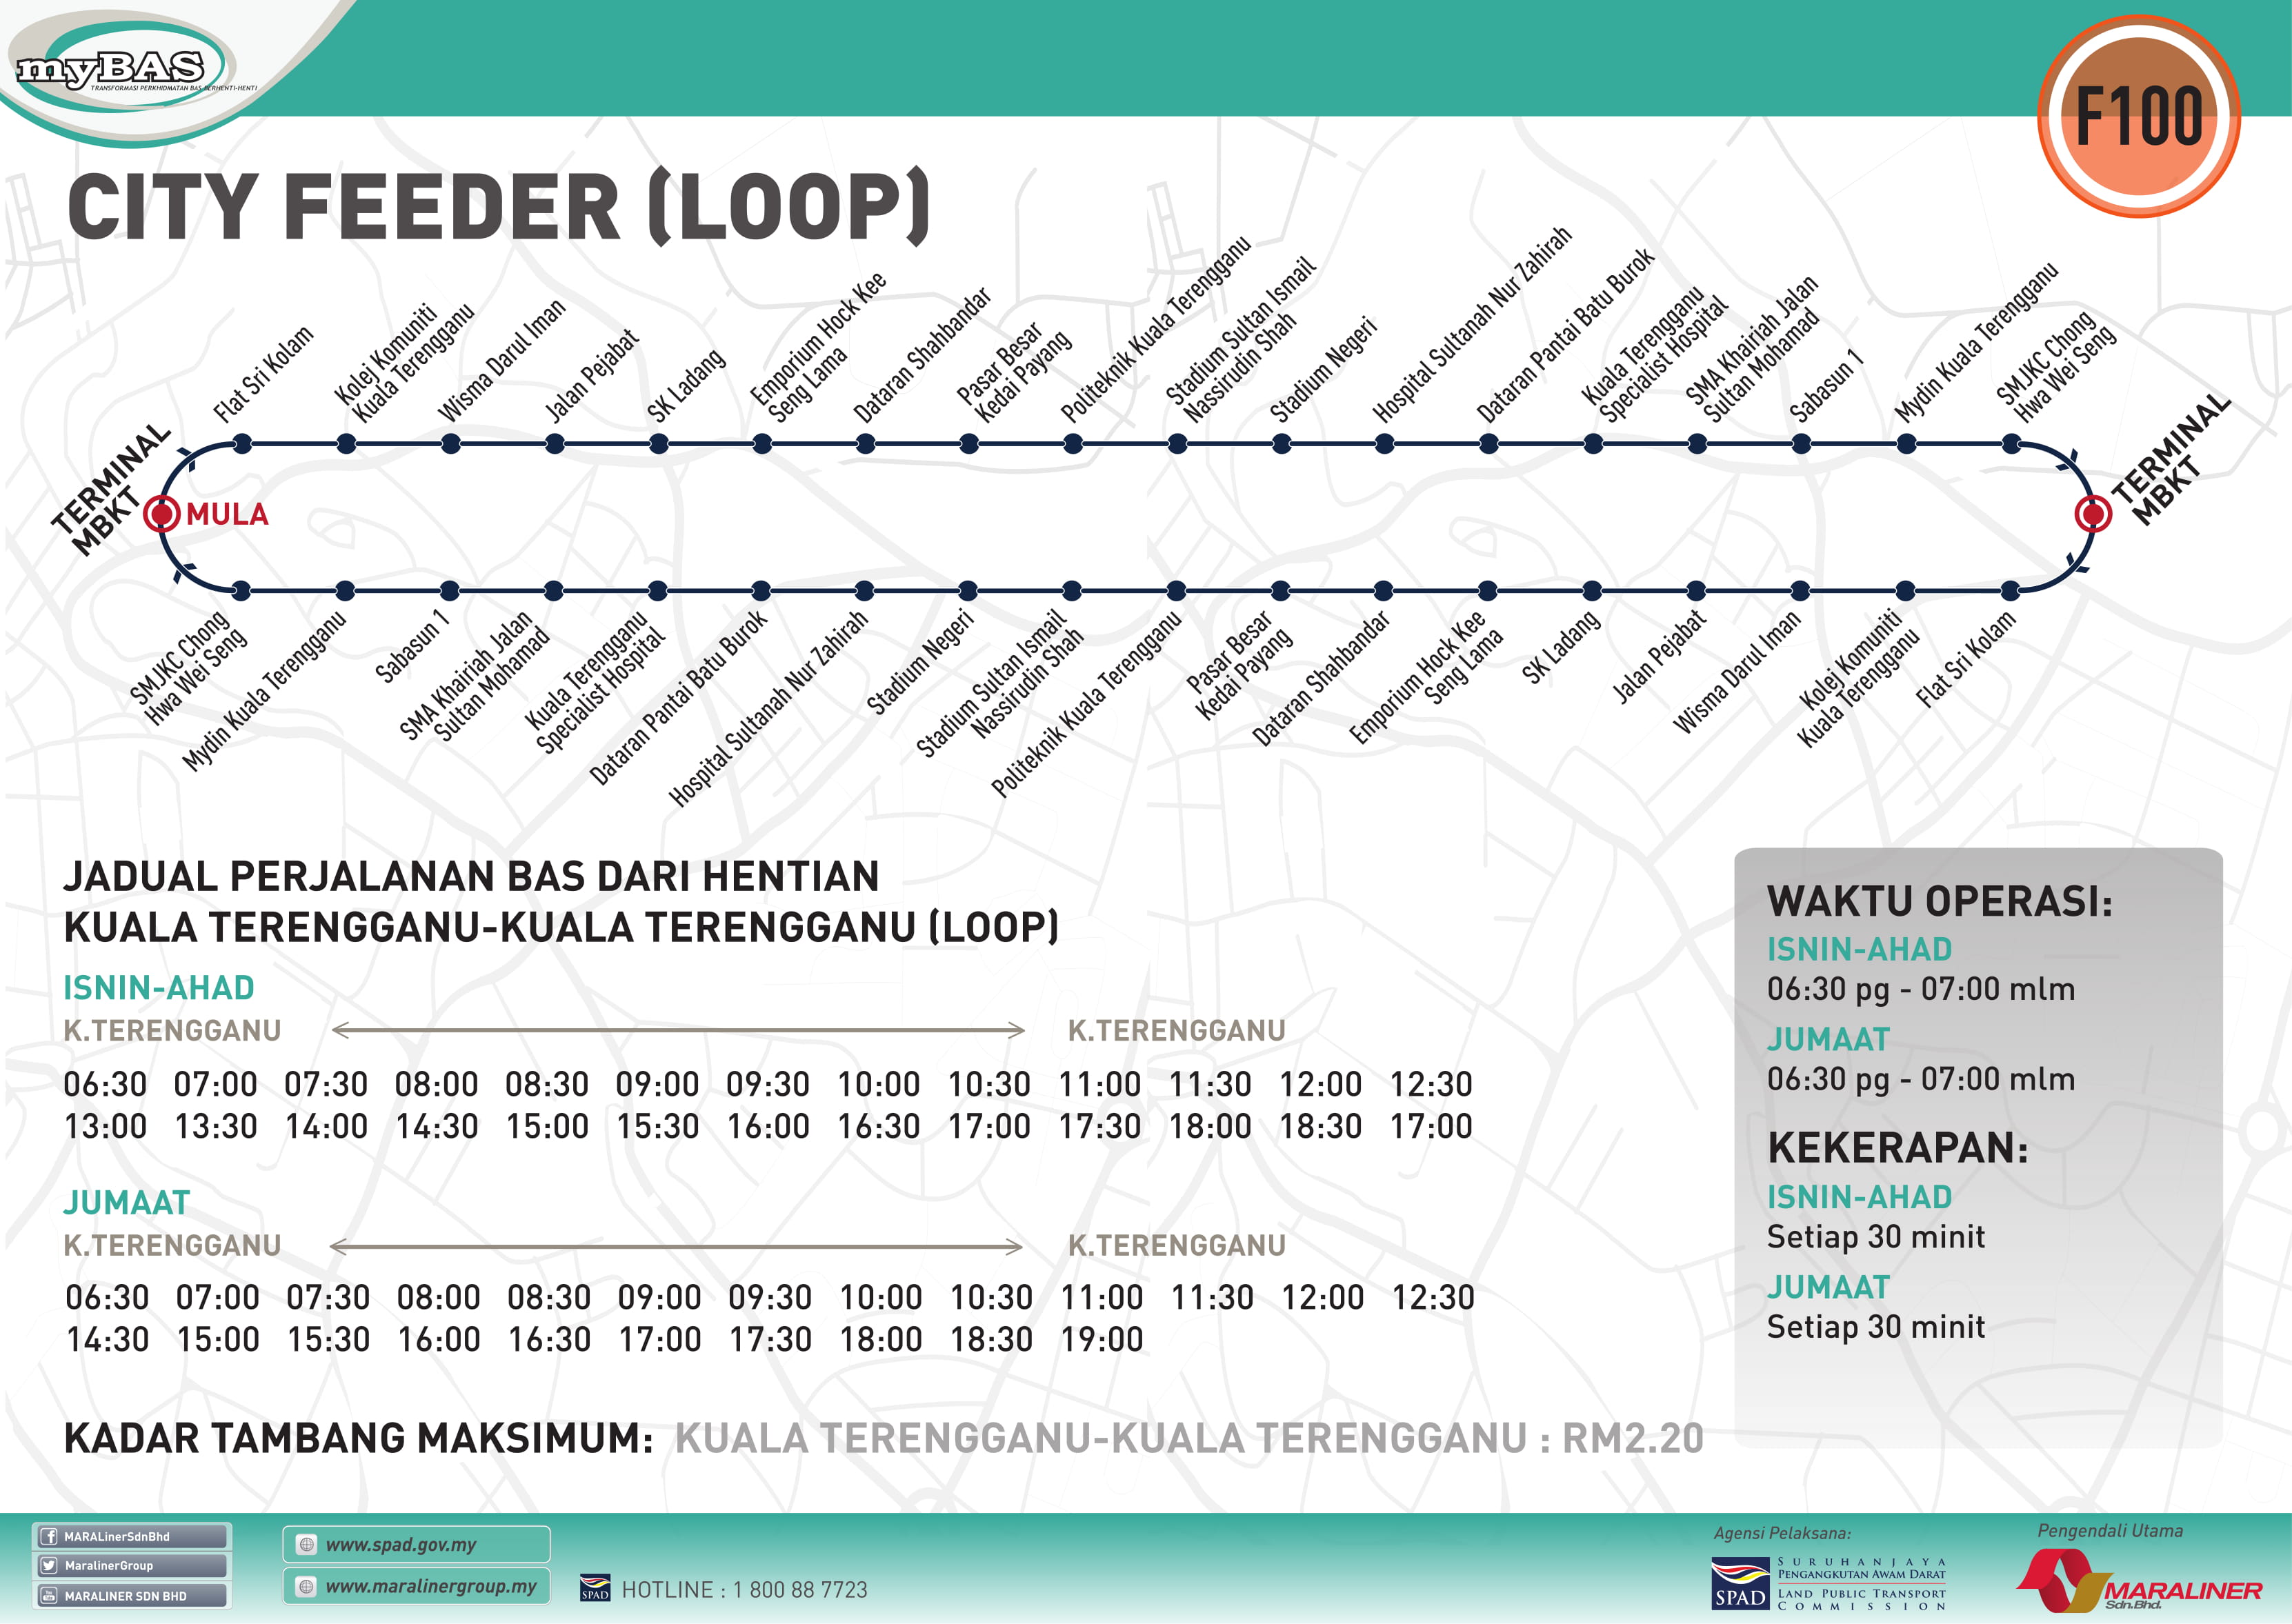 myBAS
TRANSFORMASI PERKHIDMATAN BAS BERHENTI-HENTI
F100
CITY FEEDER (LOOP)
TERMINAL
MBKT
MULA
Flat Sri Kolam
Kolej Komuniti
Kuala Terengganu
Wisma Darul Iman
Jalan Pejabat
SK Ladang
Emporium Hock Kee
Seng Lama
Dataran Shahbandar
Pasar Besar
Kedai Payang
Politeknik Kuala Terengganu
Stadium Sultan Ismail
Nassirudin Shah
Stadium Negeri
Hospital Sultanah Nur Zahirah
Dataran Pantai Batu Burok
Kuala Terengganu
Specialist Hospital
SMA Khairiah Jalan
Sultan Mohamad
Sabasun 1
Mydin Kuala Terengganu
SMJKC Chong
Hwa Wei Seng
TERMINAL
MBKT
SMJKC Chong
Hwa Wei Seng
Mydin Kuala Terengganu
Sabasun 1
SMA Khairiah Jalan
Sultan Mohamad
Kuala Terengganu
Specialist Hospital
Dataran Pantai Batu Burok
Hospital Sultanah Nur Zahirah
Stadium Negeri
Stadium Sultan Ismail
Nassirudin Shah
Politeknik Kuala Terengganu
Pasar Besar
Kedai Payang
Dataran Shahbandar
Emporium Hock Kee
Seng Lama
SK Ladang
Jalan Pejabat
Wisma Darul Iman
Kolej Komuniti
Kuala Terengganu
Flat Sri Kolam
JADUAL PERJALANAN BAS DARI HENTIAN
KUALA TERENGGANU-KUALA TERENGGANU (LOOP)
ISNIN-AHAD
K.TERENGGANU K.TERENGGANU
06:30 07:00 07:30 08:00 08:30 09:00 09:30 10:00 10:30 11:00 11:30 12:00 12:30
13:00 13:30 14:00 14:30 15:00 15:30 16:00 16:30 17:00 17:30 18:00 18:30 17:00
JUMAAT
K.TERENGGANU K.TERENGGANU
06:30 07:00 07:30 08:00 08:30 09:00 09:30 10:00 10:30 11:00 11:30 12:00 12:30
14:30 15:00 15:30 16:00 16:30 17:00 17:30 18:00 18:30 19:00
KADAR TAMBANG MAKSIMUM: KUALA TERENGGANU-KUALA TERENGGANU : RM2.20
WAKTU OPERASI:
ISNIN-AHAD
06:30 pg - 07:00 mlm
JUMAAT
06:30 pg - 07:00 mlm
KEKERAPAN:
ISNIN-AHAD
Setiap 30 minit
JUMAAT
Setiap 30 minit
MARALinerSdnBhd
MaralinerGroup
You Tube
MARALINER SDN BHD
www.spad.gov.my
www.maralinergroup.my
SPAD
HOTLINE : 1 800 88 7723
Agensi Pelaksana:
SPAD
SURUHANJAYA
PENGANGKUTAN AWAM DARAT
LAND PUBLIC TRANSPORT
COMMISSION
Pengendali Utama
MARALINER
Sdn.Bhd.